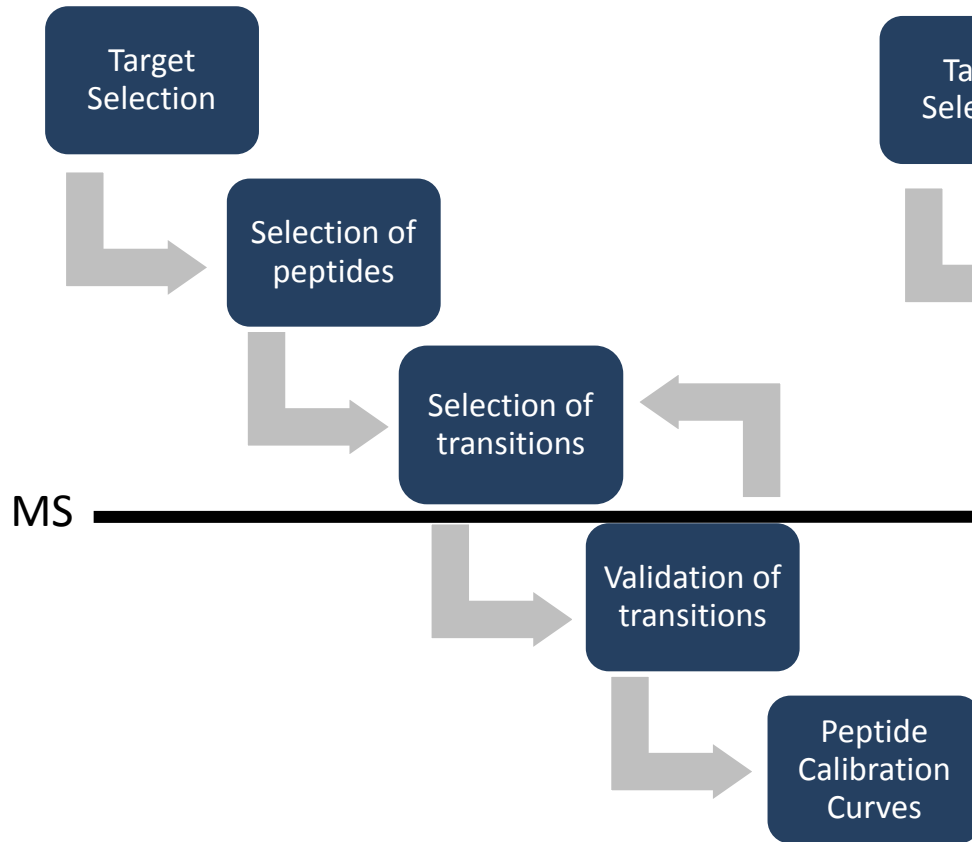 Target
Selection
Selection of
peptides
Selection of
transitions
MS
Validation of
transitions
Peptide
Calibration
Curves